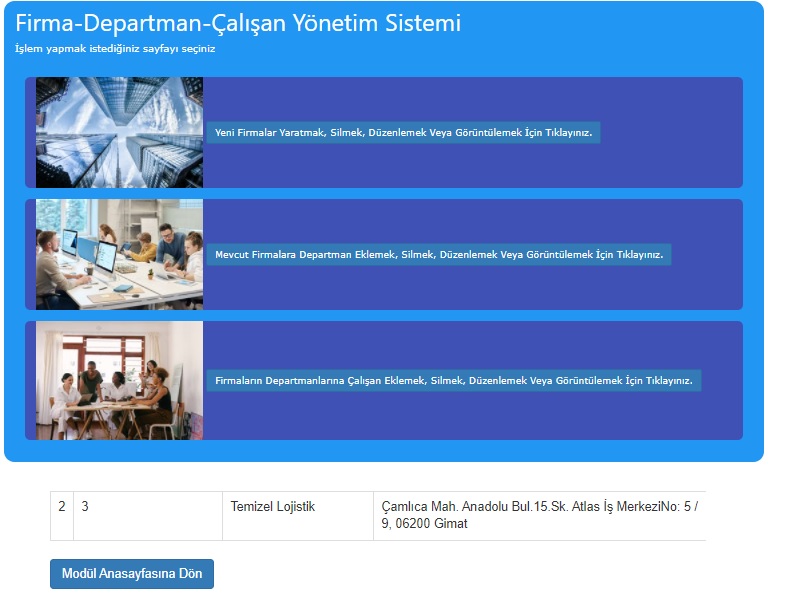 Firma-Departman-Çalışan Yönetim Sistemi
İşlem yapmak istediğiniz sayfayı seçiniz
Yeni Firmalar Yaratmak, Silmek, Düzenlemek Veya Görüntülemek İçin Tıklayınız.
Mevcut Firmalara Departman Eklemek, Silmek, Düzenlemek Veya Görüntülemek İçin Tıklayınız.
Firmaların Departmanlarına Çalışan Eklemek, Silmek, Düzenlemek Veya Görüntülemek İçin Tıklayınız.
2 3 Temizel Lojistik Çamlıca Mah. Anadolu Bul.15.Sk. Atlas İş MerkeziNo: 5 /
9, 06200 Gimat
Modül Anasayfasına Dön